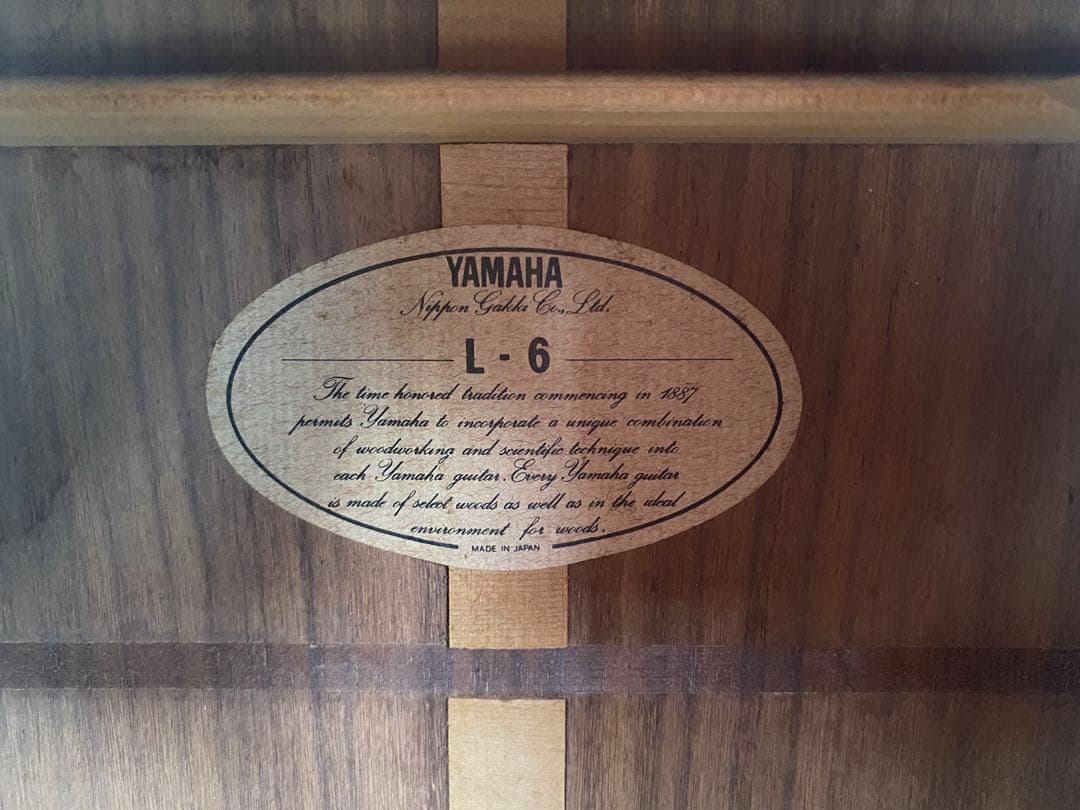 YAMAHA
Nippon Gakki Co., Ltd.
L - 6
The time honored tradition commencing in 1887
permits Yamaha to incorporate a unique combination
of woodworking and scientific technique into
each Yamaha guitar. Every Yamaha guitar
is made of select woods as well as in the ideal
environment for woods.
MADE IN JAPAN